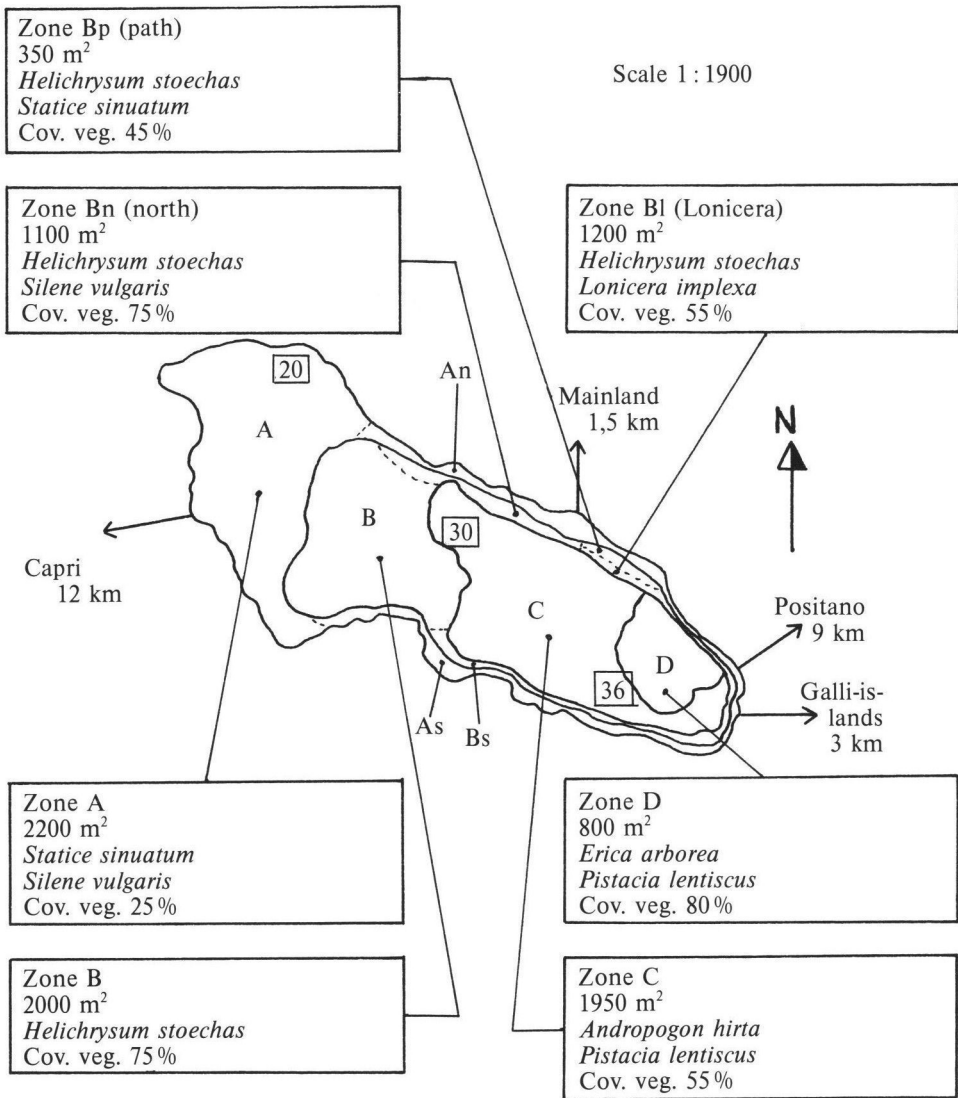 Zone Bp (path)
350 m²
Helichrysum stoechas
Statice sinuatum
Cov. veg. 45%
Scale 1 : 1900
Zone Bn (north)
1100 m²
Helichrysum stoechas
Silene vulgaris
Cov. veg. 75%
Zone Bl (Lonicera)
1200 m²
Helichrysum stoechas
Lonicera implexa
Cov. veg. 55%
20
An
Mainland
1,5 km
N
A
B
30
Capri
12 km
C
Positano
9 km
D
36
Galli-is-
lands
3 km
As
Bs
Zone A
2200 m²
Statice sinuatum
Silene vulgaris
Cov. veg. 25%
Zone D
800 m²
Erica arborea
Pistacia lentiscus
Cov. veg. 80%
Zone B
2000 m²
Helichrysum stoechas
Cov. veg. 75%
Zone C
1950 m²
Andropogon hirta
Pistacia lentiscus
Cov. veg. 55%